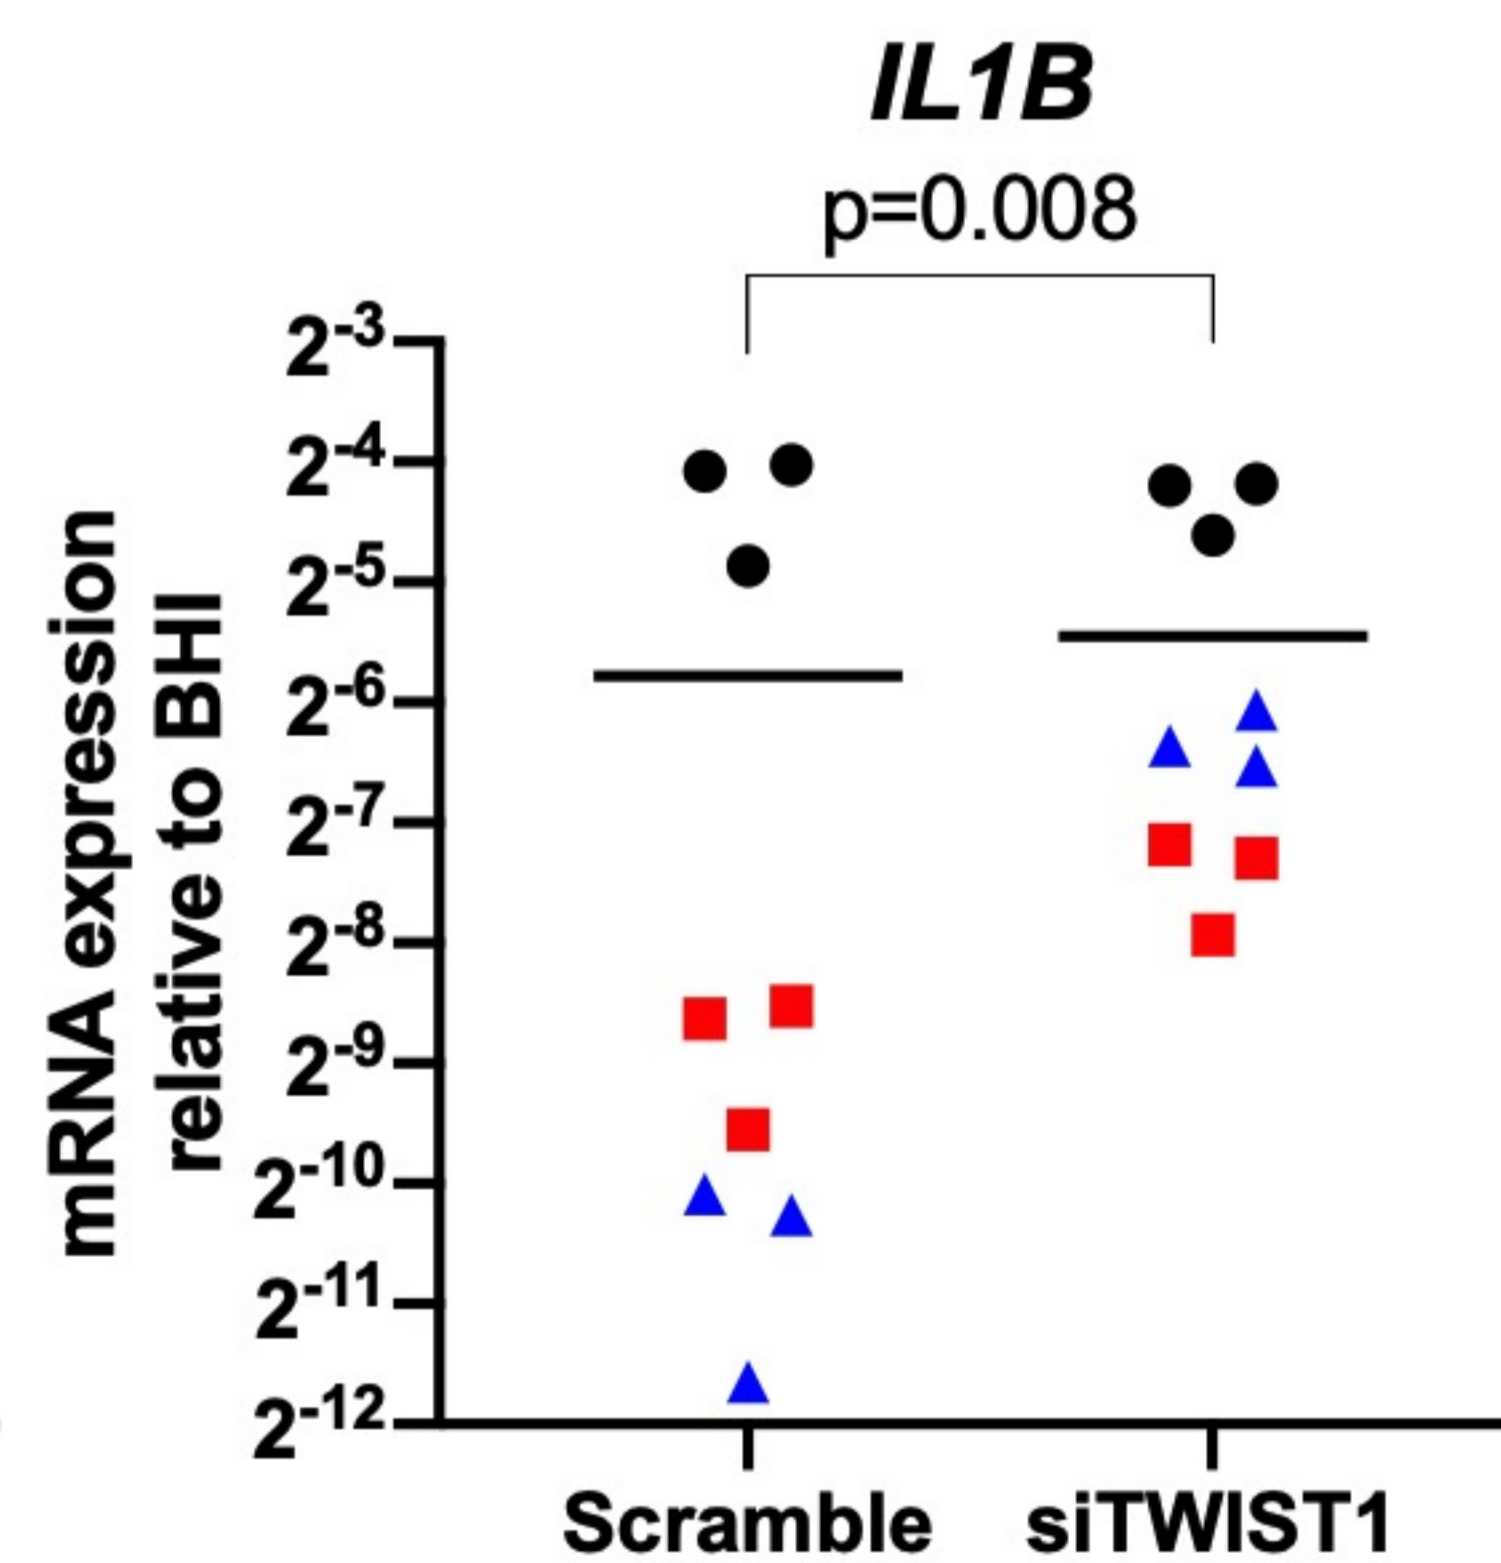 IL1B
p=0.008
2-3
2-4
2-5
2-6
2-7
2-8
2-9
2-10
2-11
2-12
mRNA expression
relative to BHI
Scramble
siTWIST1